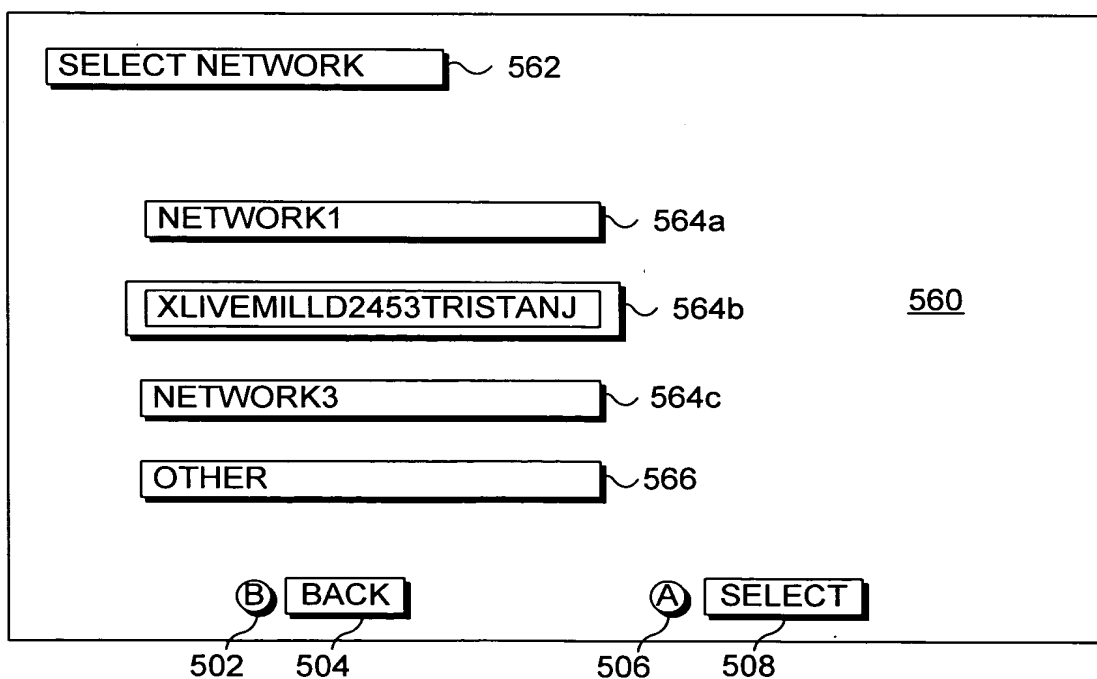 SELECT NETWORK 562
NETWORK1 564a
XLIVEMILLD2453TRISTANJ 564b
560
NETWORK3 564c
OTHER 566
B BACK A SELECT
502 504 506 508